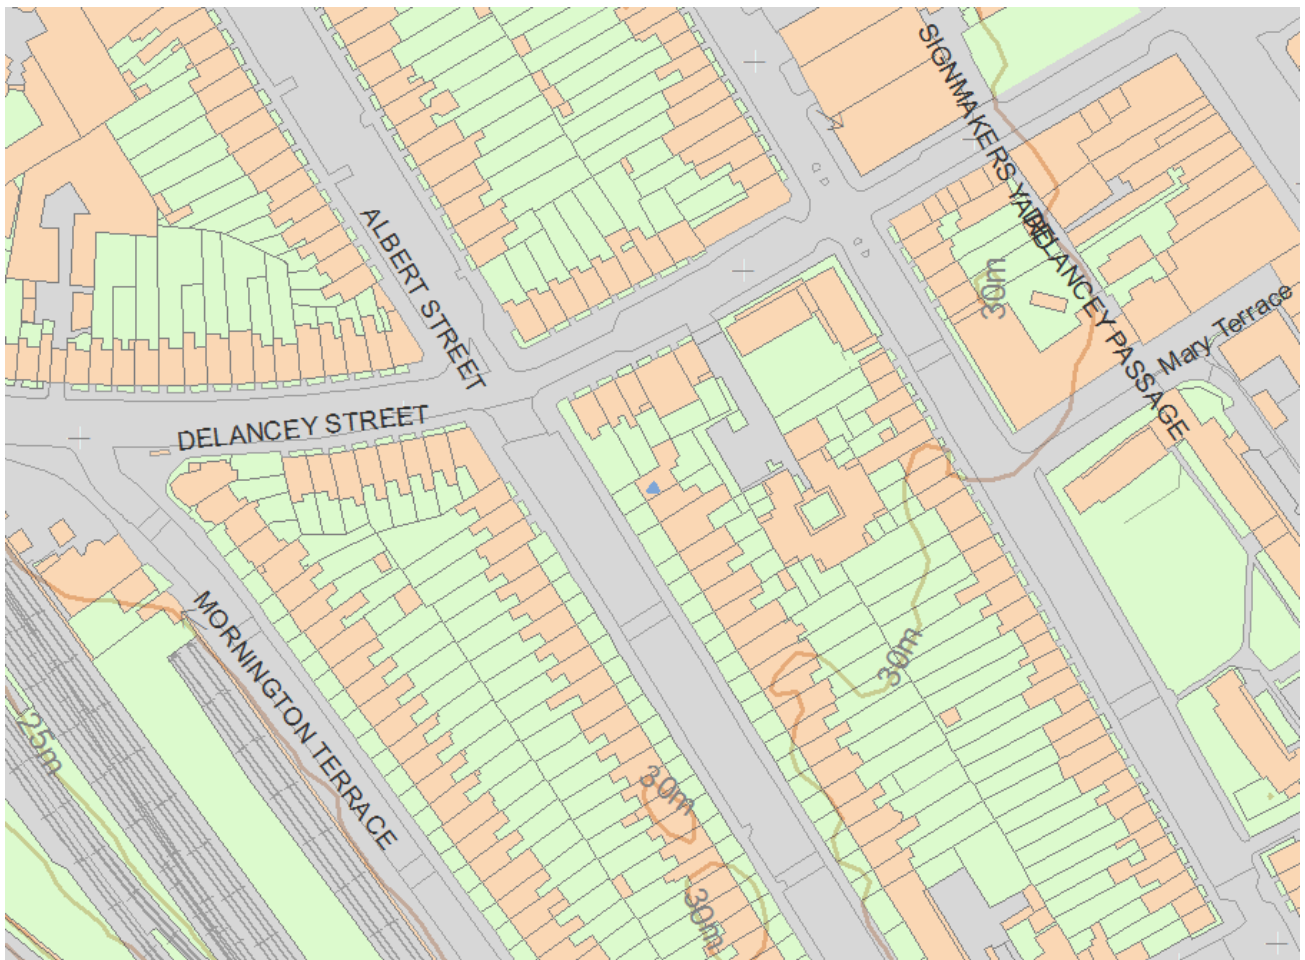 SIGNMAKERS YARD
DELANCEY PASSAGE
ALBERT STREET
30m
Mary Terrace
DELANCEY STREET
MORNINGTON TERRACE
30m
25m
30m
30m